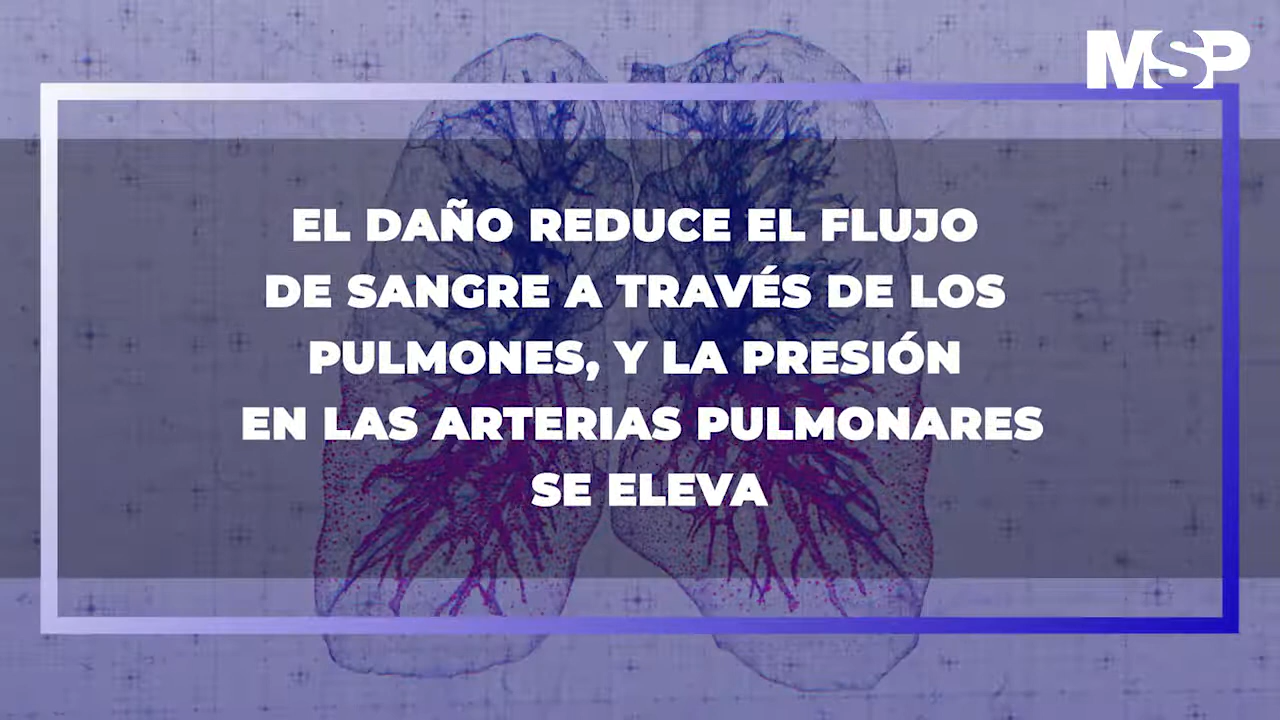 MSP
EL DAÑO REDUCE EL FLUJO
DE SANGRE A TRAVÉS DE LOS
PULMONES, Y LA PRESIÓN
EN LAS ARTERIAS PULMONARES
SE ELEVA